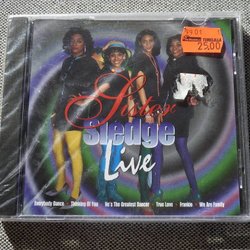 25,00
Sister
Sledge
Live
Everybody Dance · Thinking Of You · He's The Greatest Dancer · True Love · Frankie · We Are Family